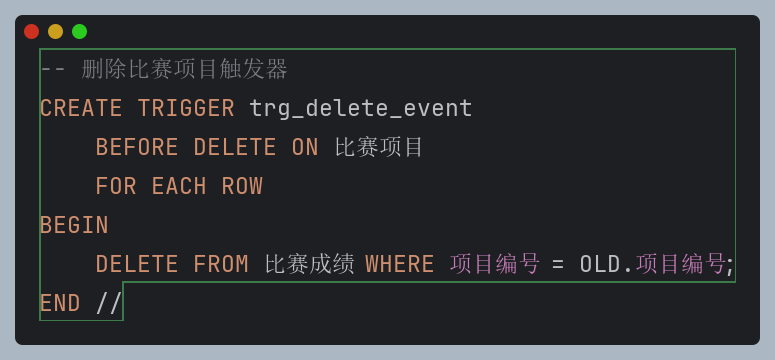 -- 删除比赛项目触发器
CREATE TRIGGER trg_delete_event
    BEFORE DELETE ON 比赛项目
    FOR EACH ROW
BEGIN
    DELETE FROM 比赛成绩 WHERE 项目编号 = OLD.项目编号;
END //